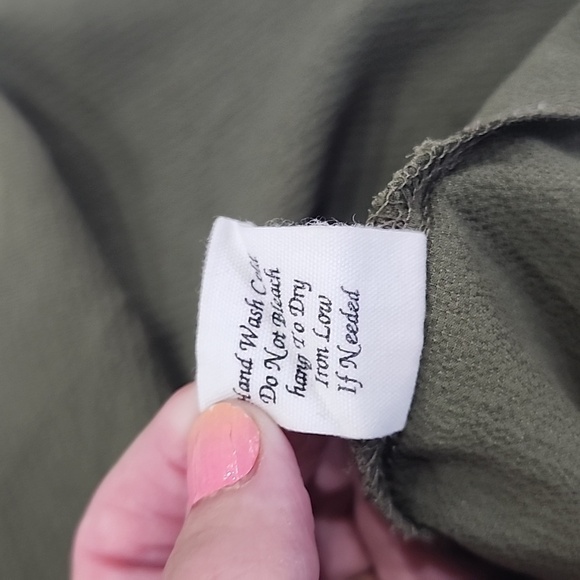 Hand Wash Cold
Do Not Bleach
hang To Dry
Iron Low
If Needed